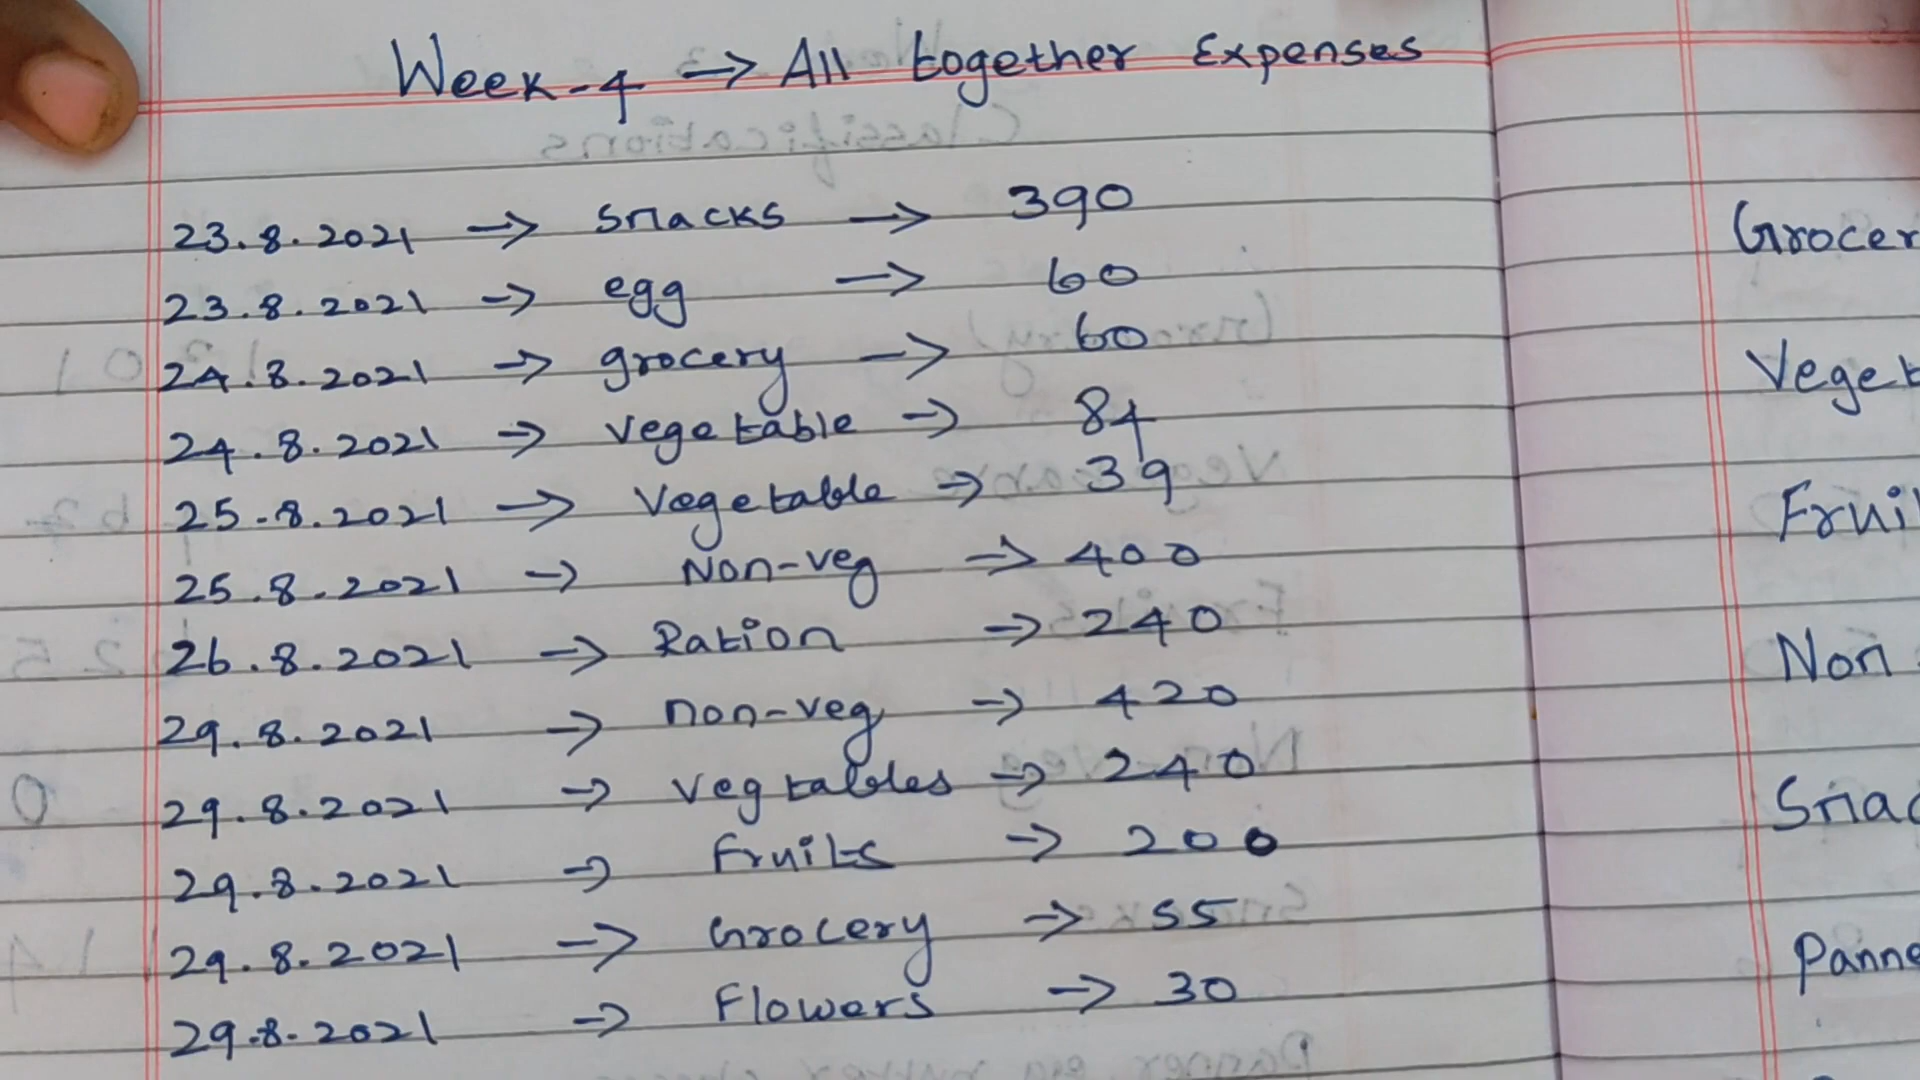 Week-4 → All together Expenses
23.8.2021 → Snacks → 390
23.8.2021 → egg → 60
24.8.2021 → grocery → 60
24.8.2021 → vegetable → 84
25.8.2021 → Vegetable → 39
25.8.2021 → Non-veg → 400
26.8.2021 → Ration → 240
29.8.2021 → non-veg → 420
29.8.2021 → vegtables → 240
29.8.2021 → Fruits → 200
29.8.2021 → Grocery → 55
29.8.2021 → Flowers → 30
Grocer
Veget
Frui
Non
Snac
Panne